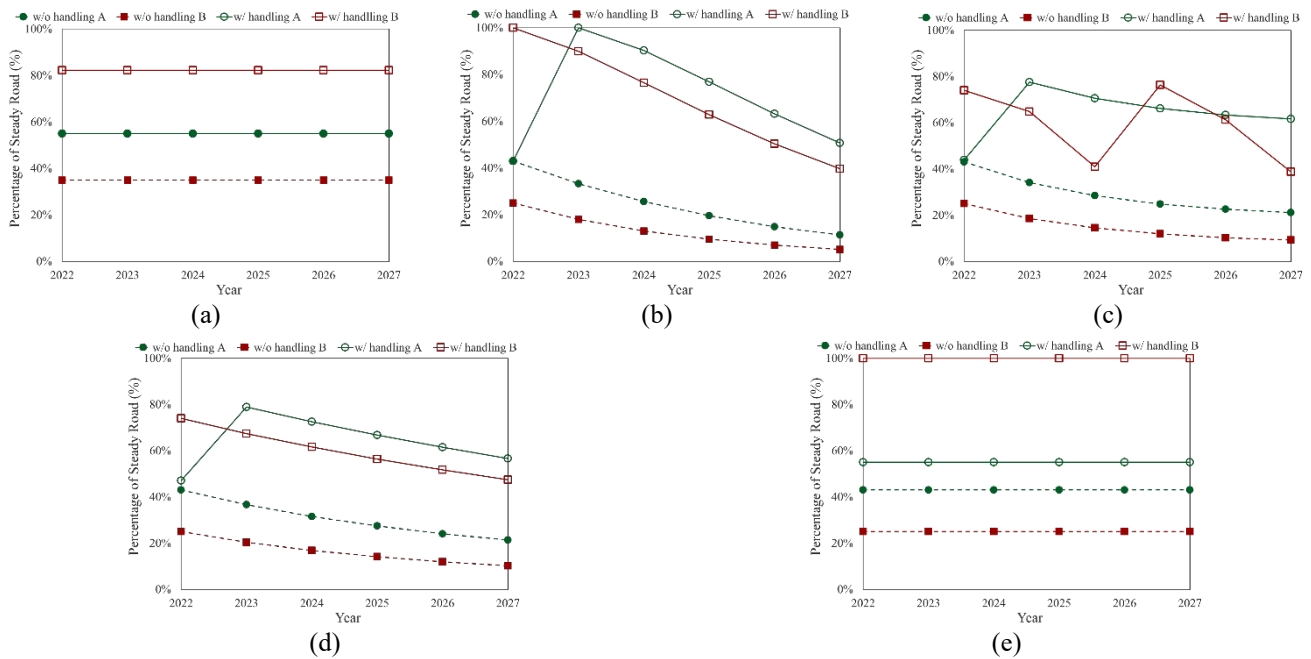 w/o handling A w/o handling B w/ handling A w/ handling B
100%
80%
60%
40%
20%
0%
Percentage of Steady Road (%)
2022 2023 2024 2025 2026 2027
Year
(a)
w/o handling A w/o handling B w/ handling A w/ handling B
100%
80%
60%
40%
20%
0%
Percentage of Steady Road (%)
2022 2023 2024 2025 2026 2027
Year
(b)
w/o handling A w/o handling B w/ handling A w/ handling B
100%
80%
60%
40%
20%
0%
Percentage of Steady Road (%)
2022 2023 2024 2025 2026 2027
Year
(c)
w/o handling A w/o handling B w/ handling A w/ handling B
100%
80%
60%
40%
20%
0%
Percentage of Steady Road (%)
2022 2023 2024 2025 2026 2027
Year
(d)
w/o handling A w/o handling B w/ handling A w/ handling B
100%
80%
60%
40%
20%
0%
Percentage of Steady Road (%)
2022 2023 2024 2025 2026 2027
Year
(e)